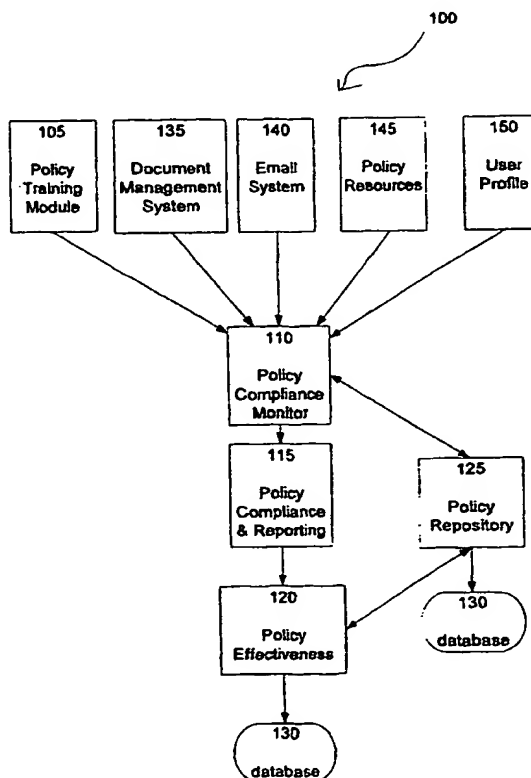 100
105
Policy
Training
Module
135
Document
Management
System
140
Email
System
145
Policy
Resources
150
User
Profile
110
Policy
Compliance
Monitor
115
Policy
Compliance
& Reporting
125
Policy
Repository
120
Policy
Effectiveness
130
database
130
database